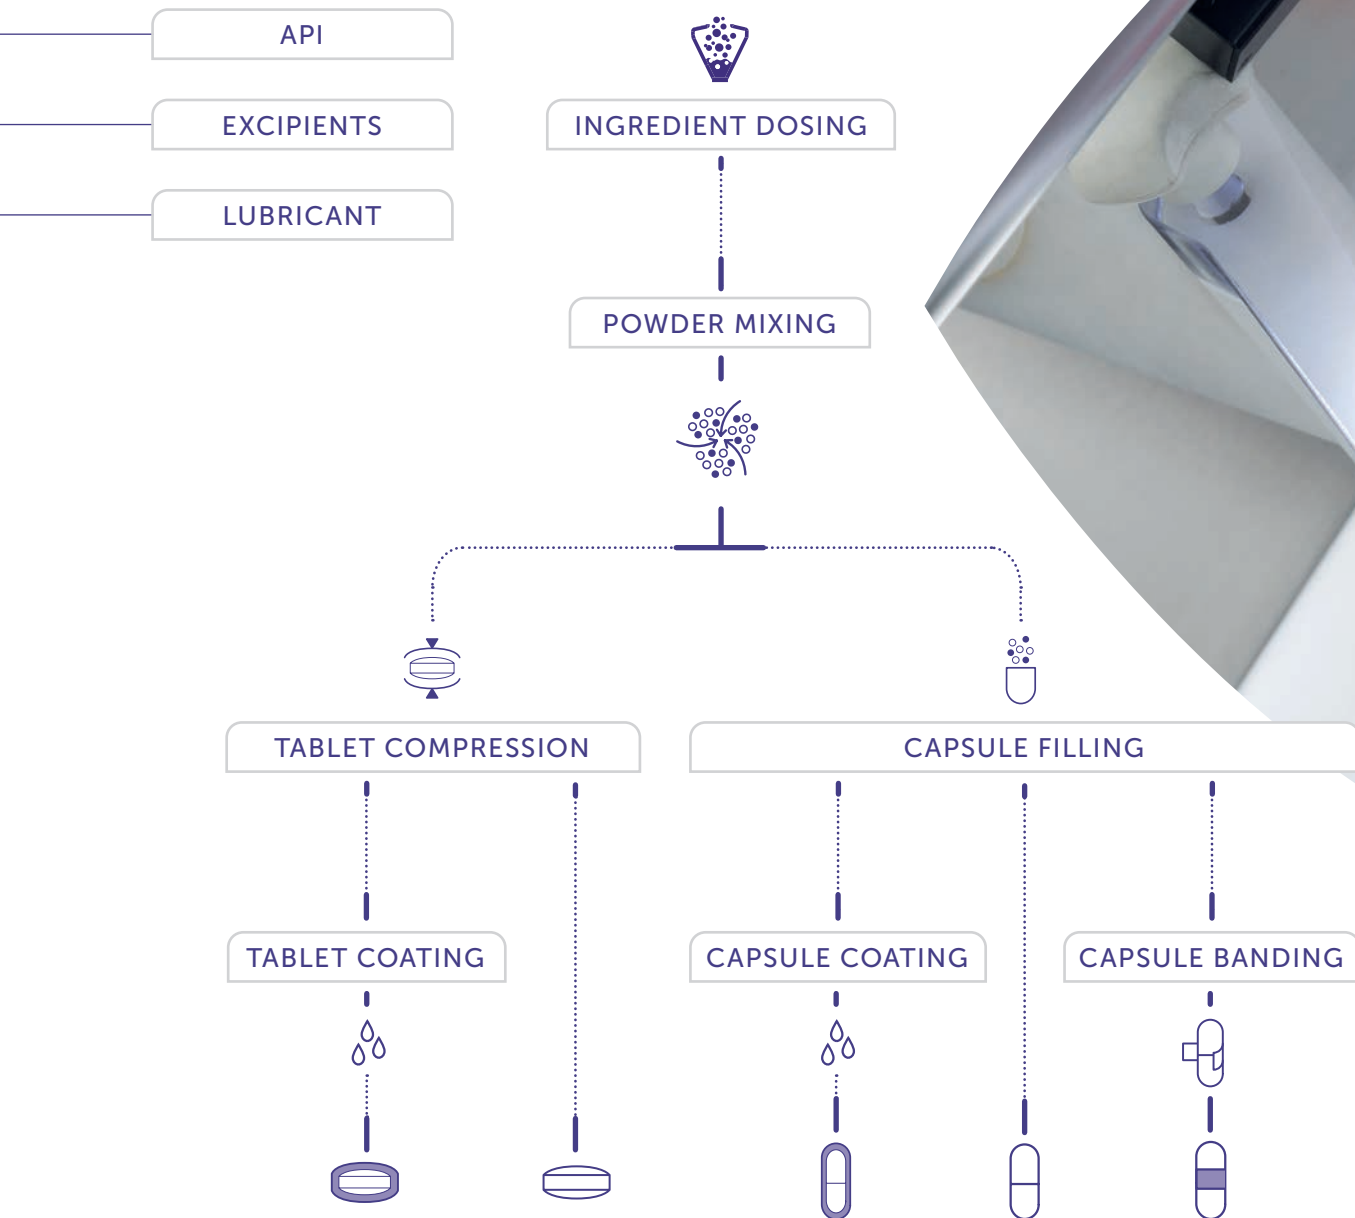 API
EXCIPIENTS
LUBRICANT
INGREDIENT DOSING
POWDER MIXING
TABLET COMPRESSION
CAPSULE FILLING
TABLET COATING
CAPSULE COATING
CAPSULE BANDING